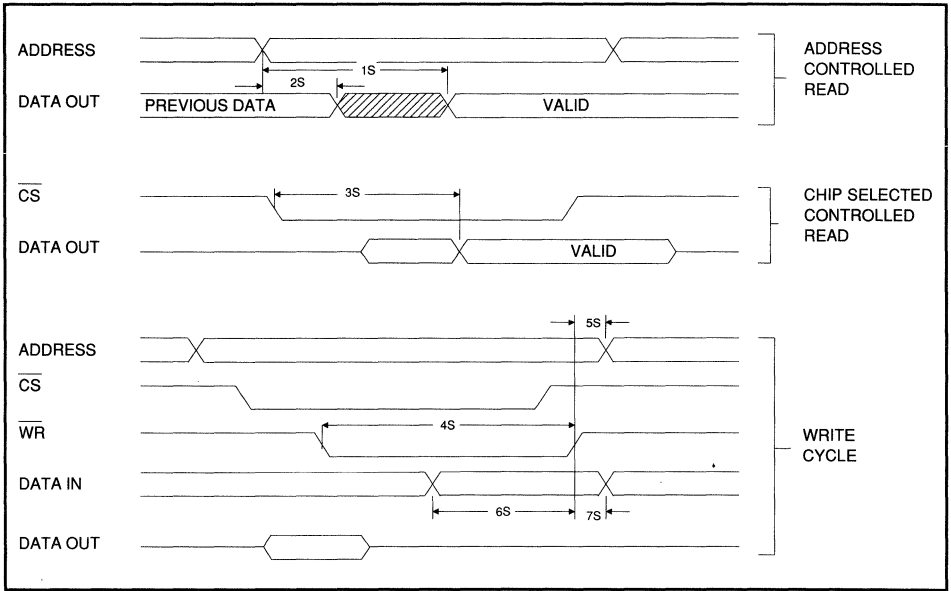 ADDRESS
1S
2S
DATA OUT
PREVIOUS DATA
VALID
ADDRESS
CONTROLLED
READ
CS
3S
DATA OUT
VALID
CHIP SELECTED
CONTROLLED
READ
5S
ADDRESS
CS
4S
WR
DATA IN
6S
7S
DATA OUT
WRITE
CYCLE